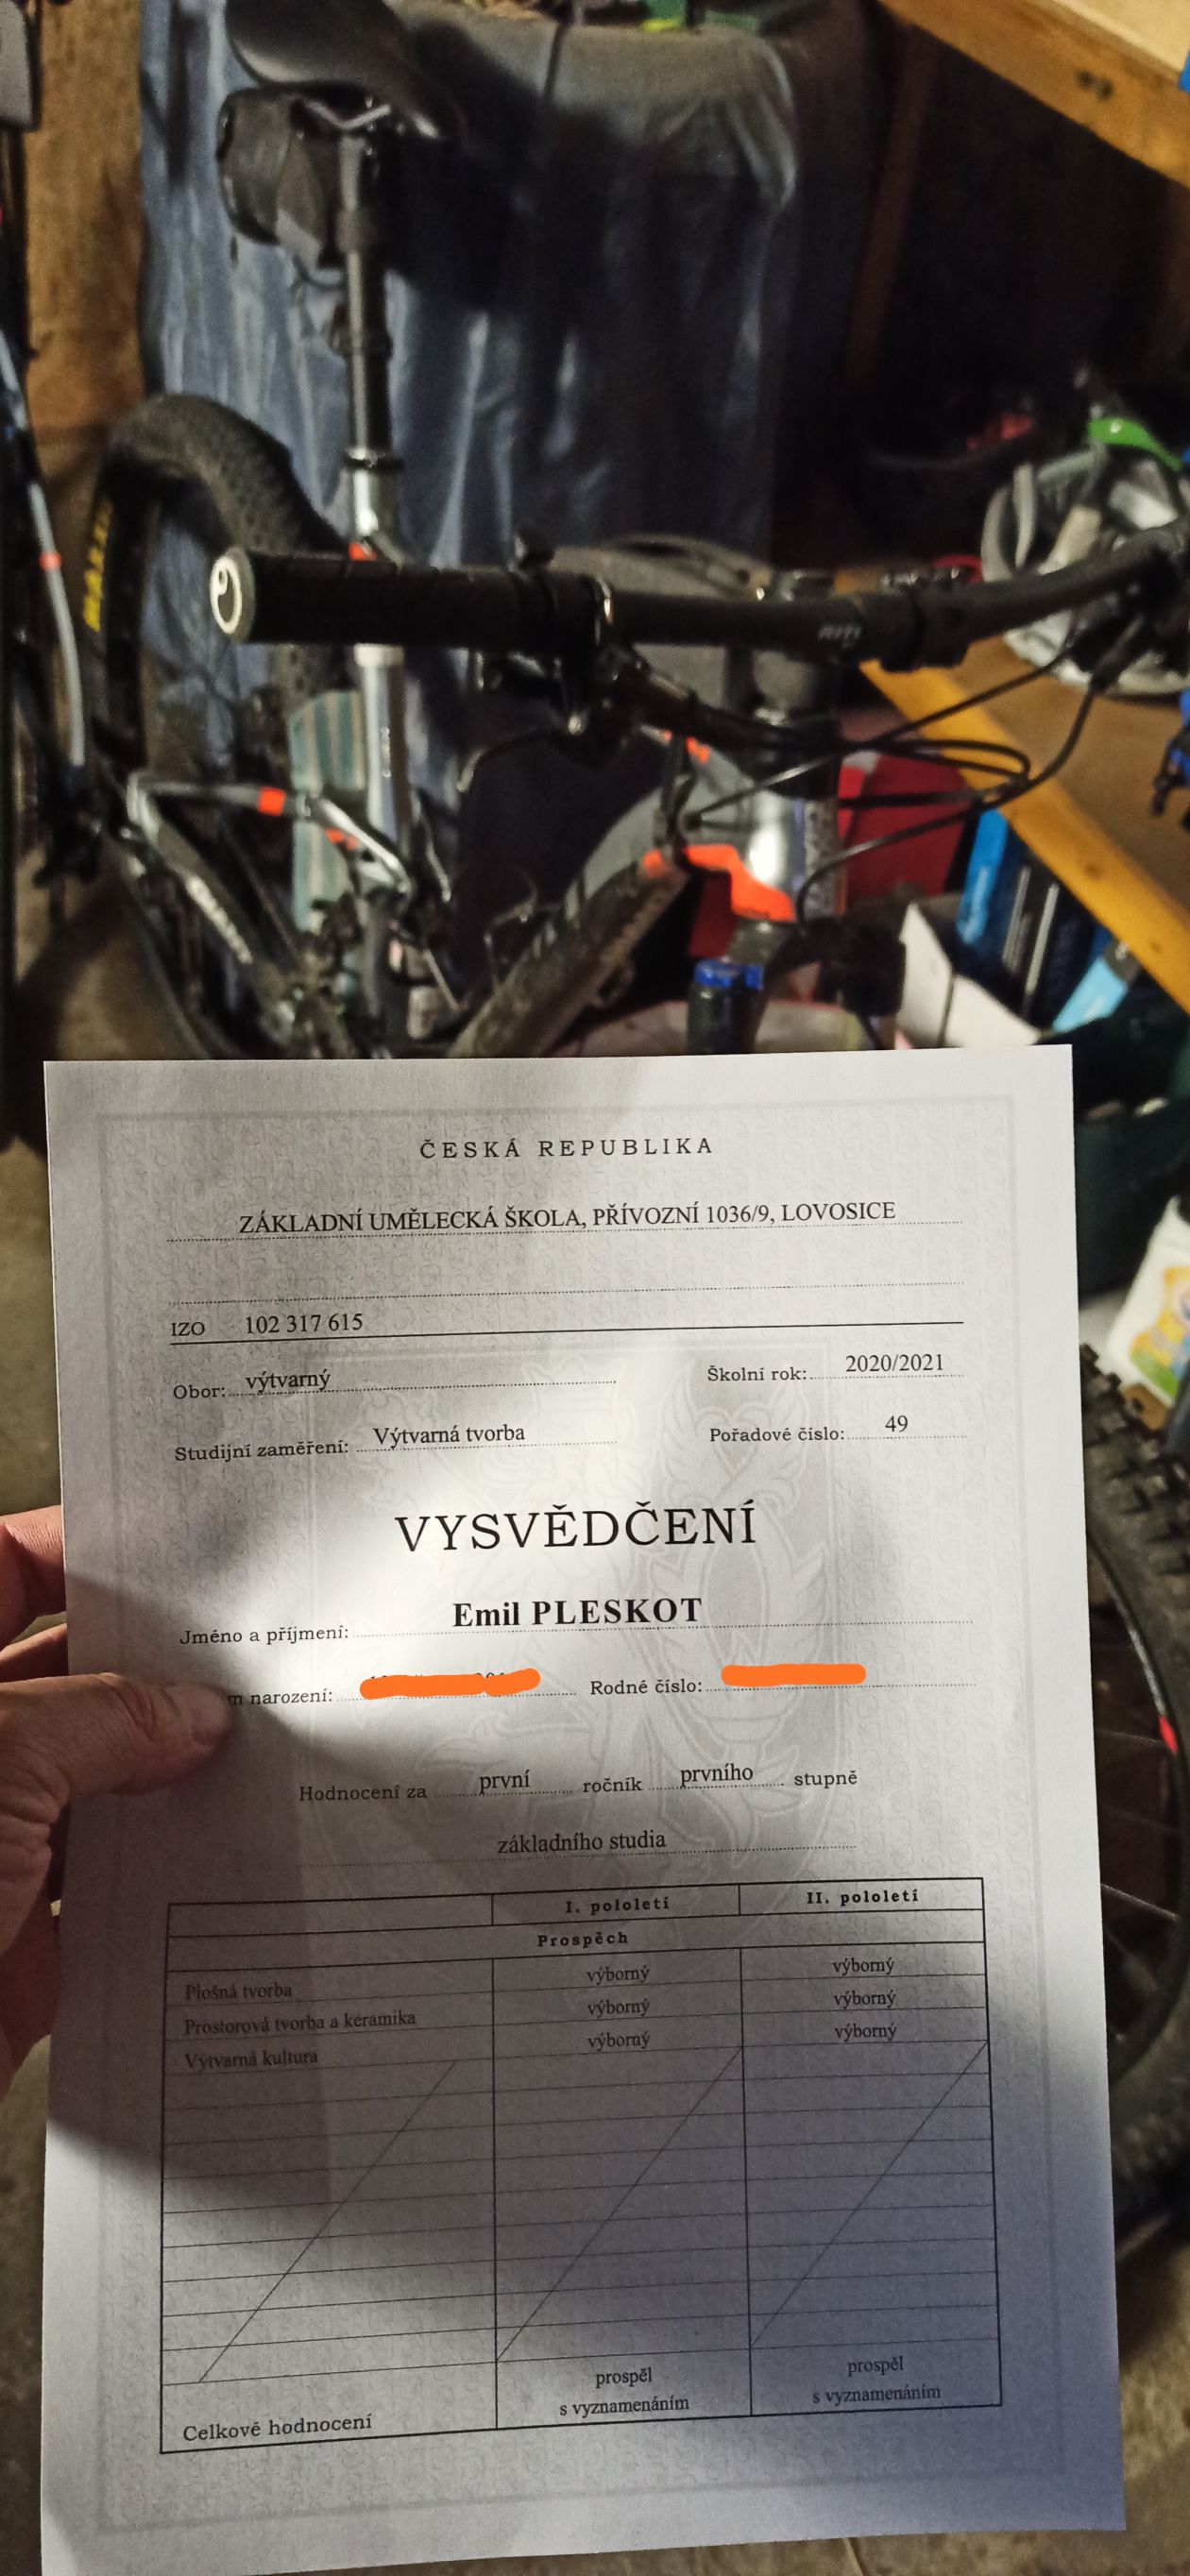 ČESKÁ REPUBLIKA
ZÁKLADNÍ UMĚLECKÁ ŠKOLA, PŘÍVOZNÍ 1036/9, LOVOSICE
IZO 102 317 615
Obor: výtvarný Školní rok: 2020/2021
Studijní zaměření: Výtvarná tvorba Pořadové číslo: 49
VYSVĚDČENÍ
Jméno a příjmení: Emil PLESKOT
narození: Rodné číslo:
Hodnocení za první ročník prvního stupně
základního studia
I. pololetí II. pololetí
Prospěch
Plošná tvorba výborný výborný
Prostorová tvorba a keramika výborný výborný
Výtvarná kultura výborný výborný
Celkové hodnocení prospěl s vyznamenáním prospěl s vyznamenáním